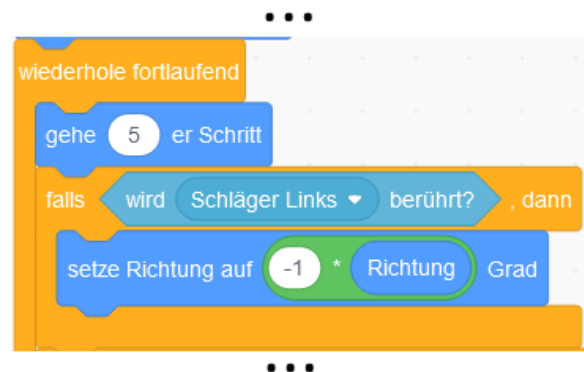 ...
wiederhole fortlaufend
gehe 5 er Schritt
falls wird Schläger Links berührt? , dann
setze Richtung auf -1 * Richtung Grad
...